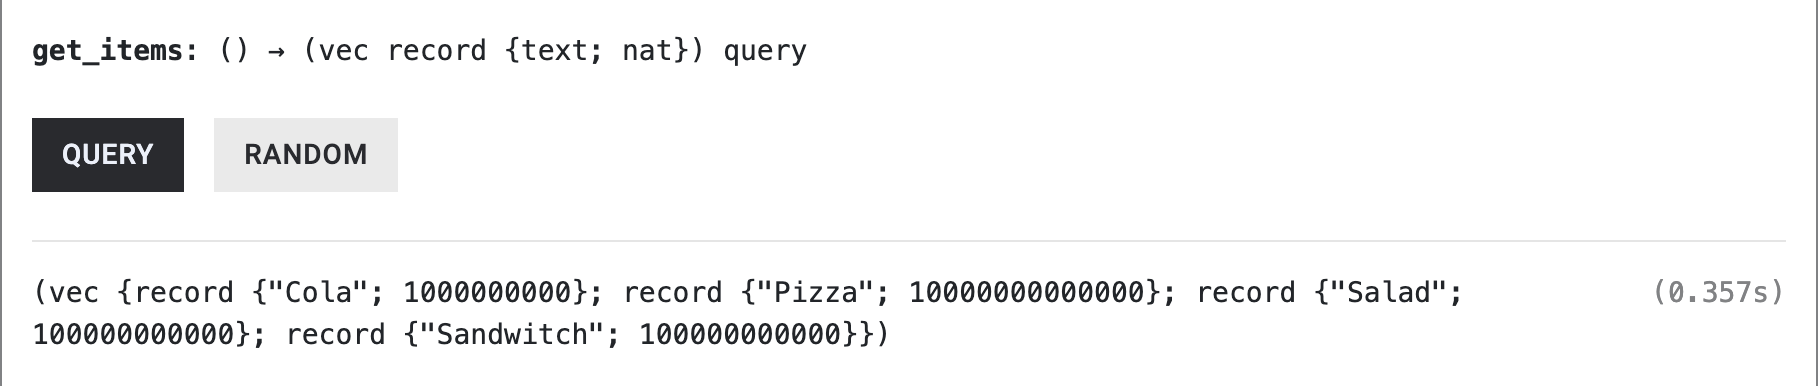 get_items: () → (vec record {text; nat}) query
QUERY RANDOM
(vec {record {"Cola"; 1000000000}; record {"Pizza"; 10000000000000}; record {"Salad"; (0.357s)
100000000000}; record {"Sandwitch"; 100000000000}})